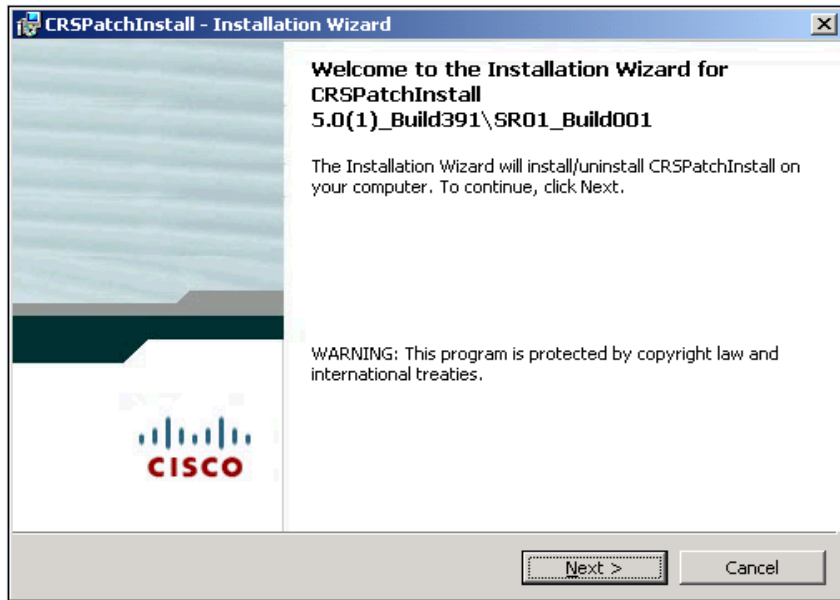 CRSPatchInstall - Installation Wizard
Welcome to the Installation Wizard for
CRSPatchInstall
5.0(1)_Build391\SR01_Build001
The Installation Wizard will install/uninstall CRSPatchInstall on
your computer. To continue, click Next.
WARNING: This program is protected by copyright law and
international treaties.
CISCO
Next >
Cancel